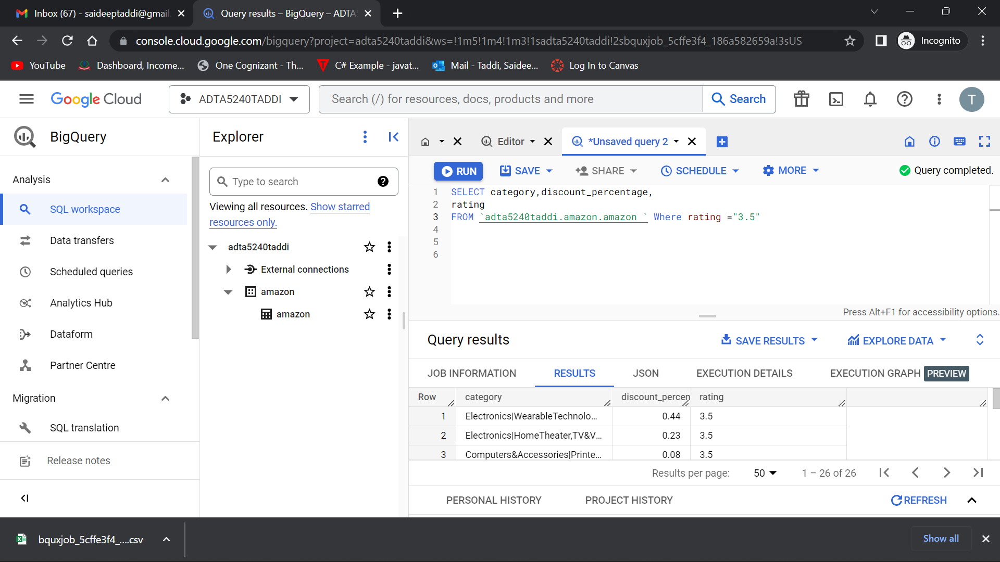 Inbox (67) - saideeptaddi@gmail.
Query results – BigQuery – ADTA
console.cloud.google.com/bigquery?project=adta5240taddi&ws=!1m5!1m4!1m3!1sadta5240taddi!2sbquxjob_5cffe3f4_186a582659a!3sUS
Incognito
YouTube
Dashboard, Income...
One Cognizant - Th...
C# Example - javat...
Mail - Taddi, Saidee...
Log In to Canvas
Google Cloud
ADTA5240TADDI
Search (/) for resources, docs, products and more
Search
T
BigQuery
Analysis
SQL workspace
Data transfers
Scheduled queries
Analytics Hub
Dataform
Partner Centre
Migration
SQL translation
Release notes
Explorer
Type to search
Viewing all resources. Show starred
resources only.
adta5240taddi
External connections
amazon
amazon
Editor
*Unsaved query 2
RUN
SAVE
SHARE
SCHEDULE
MORE
Query completed.
1 SELECT category,discount_percentage,
2 rating
3 FROM `adta5240taddi.amazon.amazon ` Where rating ="3.5"
4
5
6
Press Alt+F1 for accessibility options.
Query results
SAVE RESULTS
EXPLORE DATA
JOB INFORMATION
RESULTS
JSON
EXECUTION DETAILS
EXECUTION GRAPH PREVIEW
Row category discount_percen rating
1 Electronics|WearableTechnolo... 0.44 3.5
2 Electronics|HomeTheater,TV&V... 0.23 3.5
3 Computers&Accessories|Printe... 0.08 3.5
Results per page: 50 1 – 26 of 26
PERSONAL HISTORY
PROJECT HISTORY
REFRESH
bquxjob_5cffe3f4_....csv
Show all